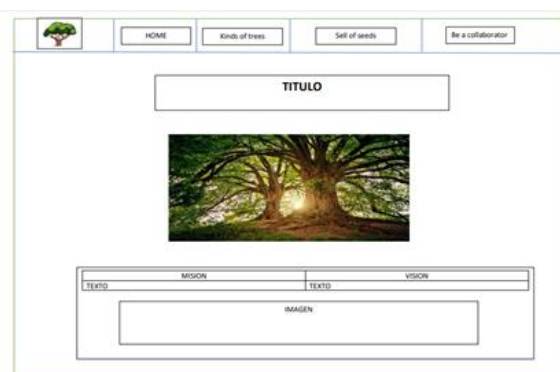 HOME Kinds of trees Sell of seeds Be a collaborator
TITULO
MISION VISION
TEXTO TEXTO
IMAGEN